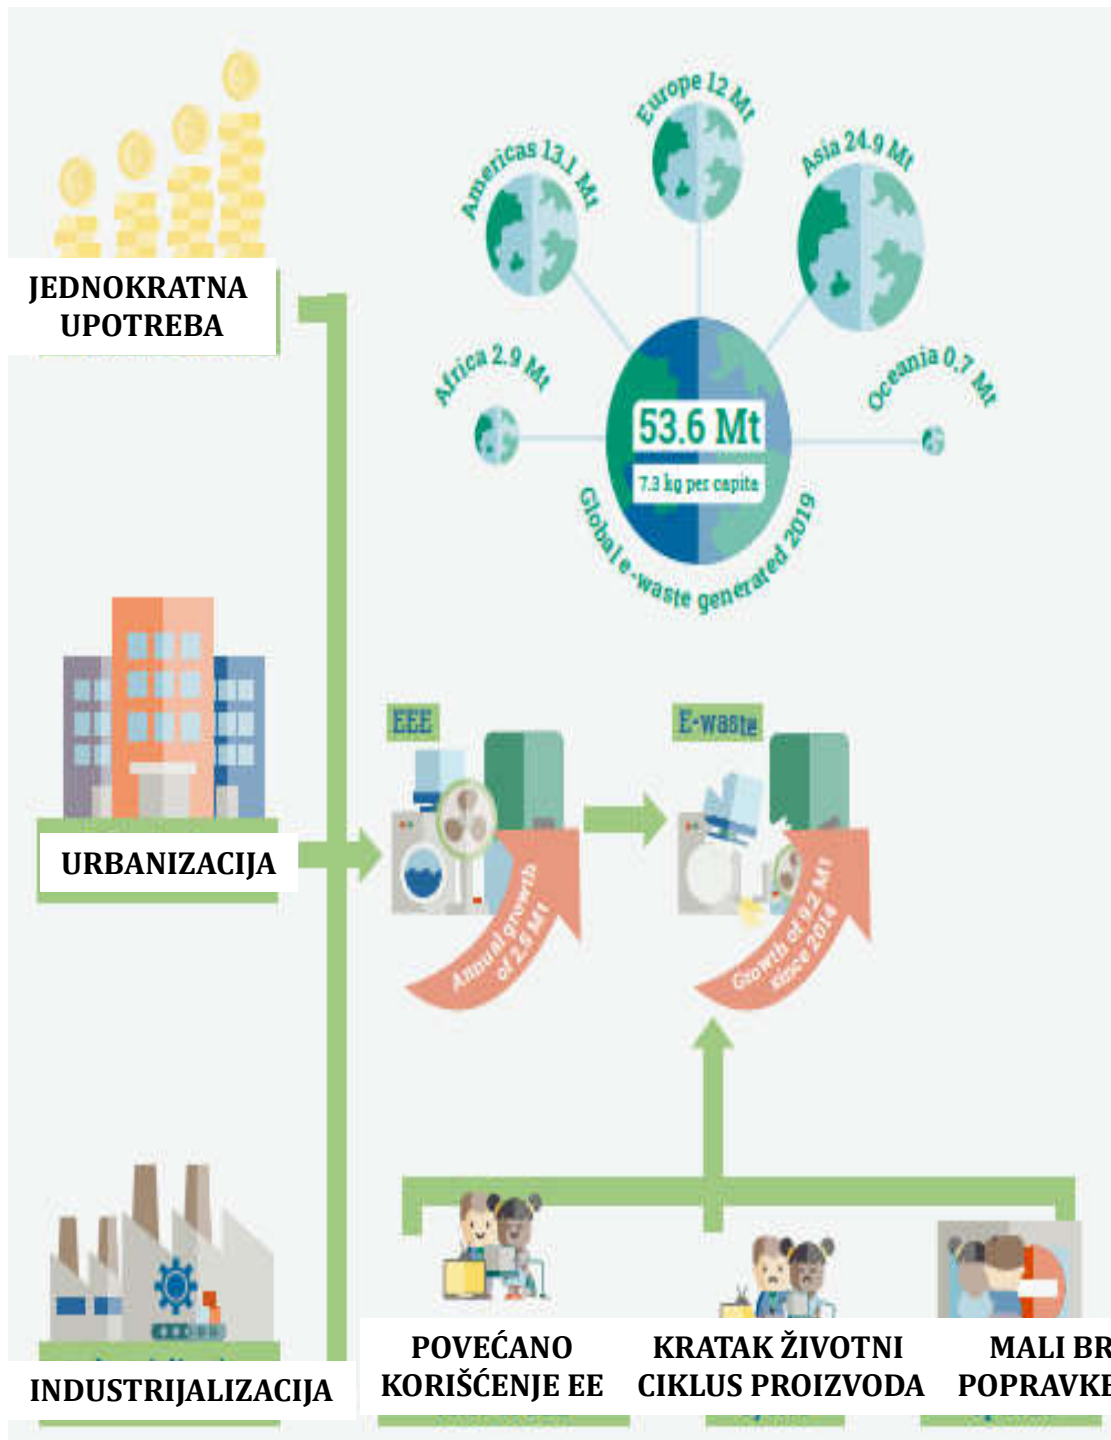 JEDNOKRATNA
UPOTREBA
Africa 2.9 Mt
Americas 13.1 Mt
Europe 12 Mt
Asia 24.9 Mt
Oceania 0.7 Mt
53.6 Mt
7.3 kg per capita
Global e-waste generated 2019
URBANIZACIJA
EEE
E-waste
Annual growth
of 2.5 Mt
Growth of 9.2 Mt
since 2014
INDUSTRIJALIZACIJA
POVEĆANO
KORIŠĆENJE EE
KRATAK ŽIVOTNI
CIKLUS PROIZVODA
MALI BR
POPRAVKE